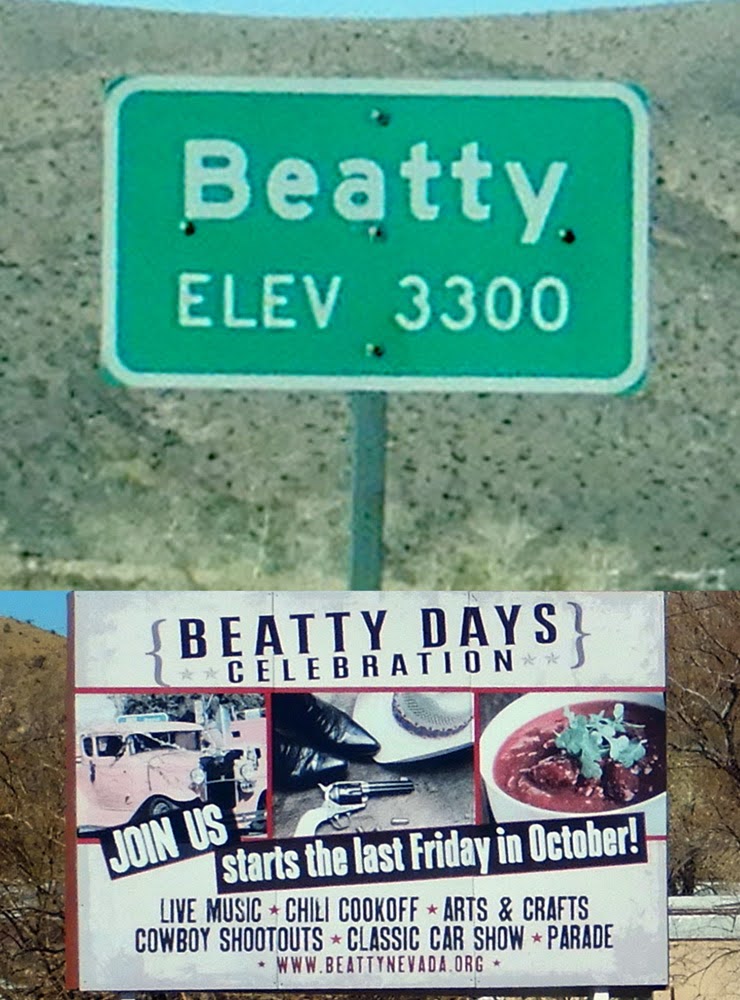 Beatty
ELEV 3300
{BEATTY DAYS}
CELEBRATION
JOIN US
starts the last Friday in October!
LIVE MUSIC ★ CHILI COOKOFF ★ ARTS & CRAFTS
COWBOY SHOOTOUTS ★ CLASSIC CAR SHOW ★ PARADE
★ WWW.BEATTYNEVADA.ORG ★